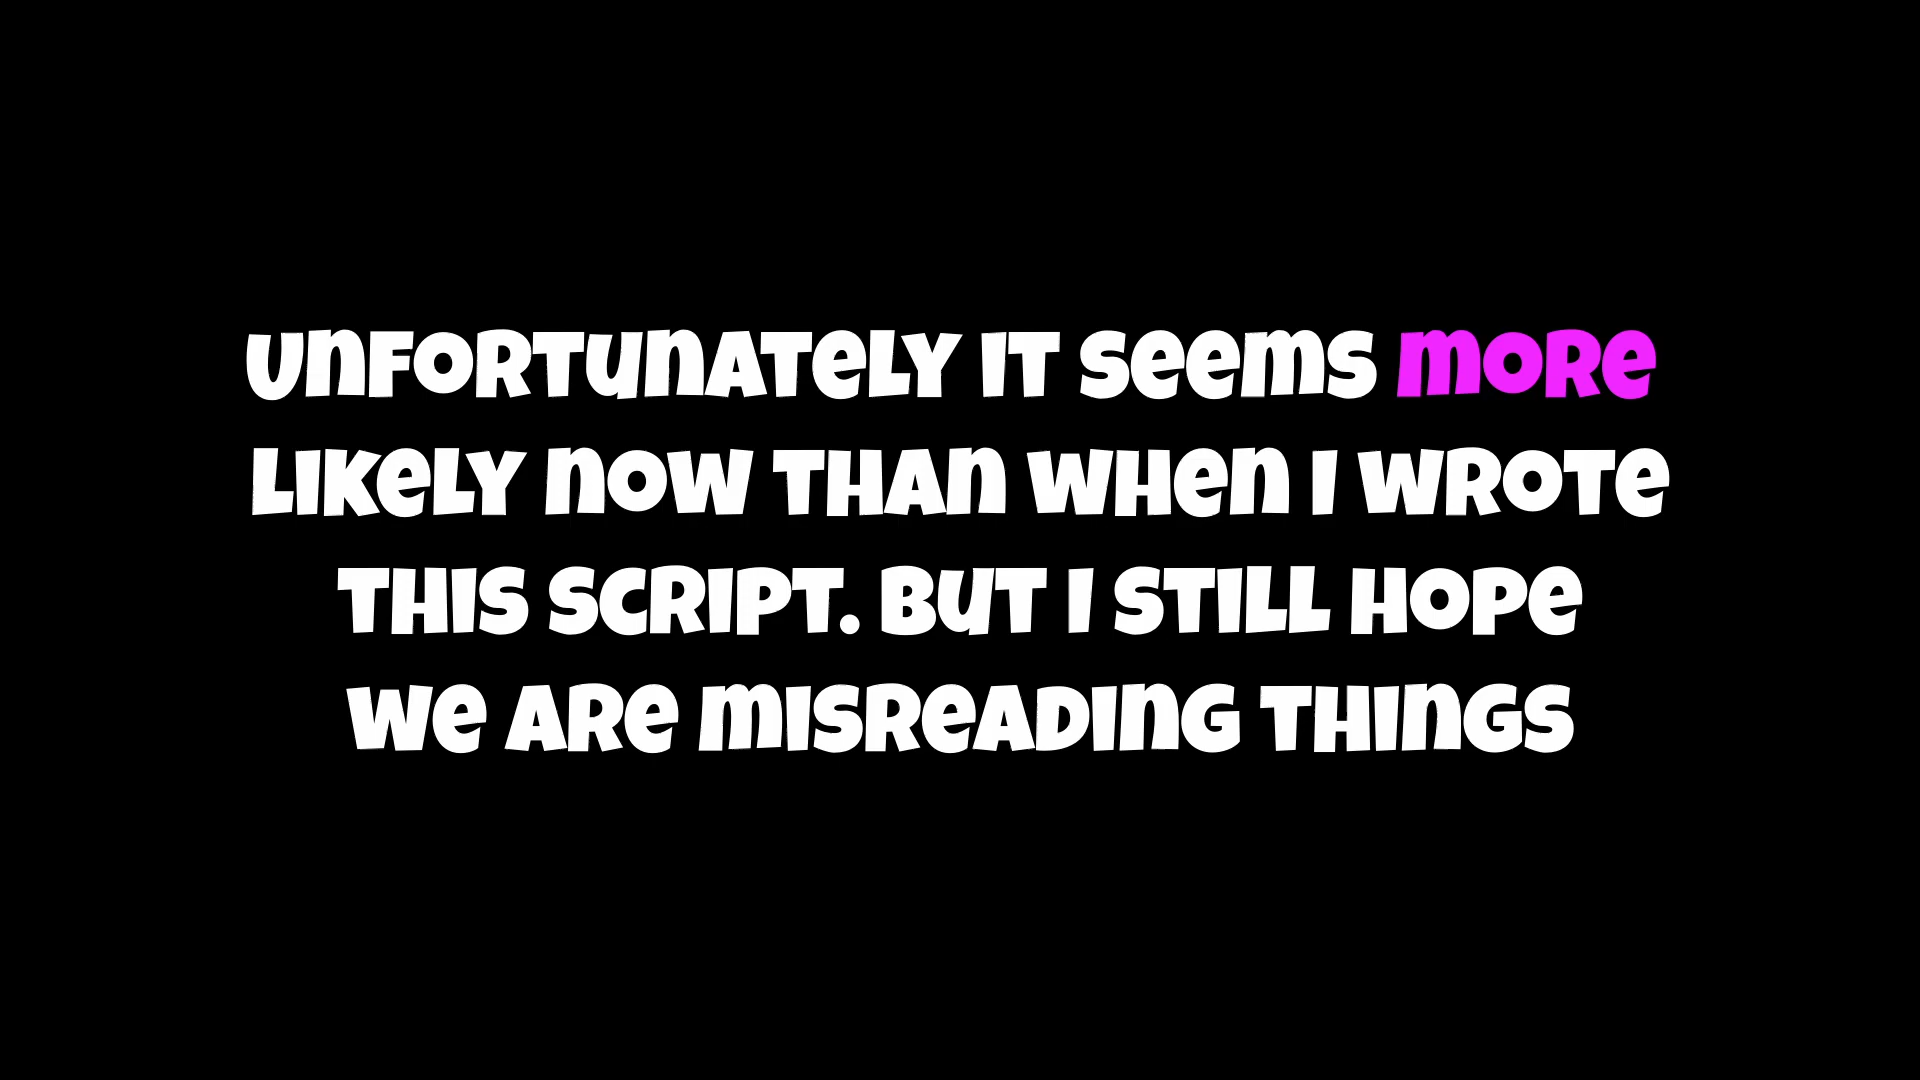 Unfortunately it seems more
likely now than when I wrote
this script. But I still hope
we are misreading things